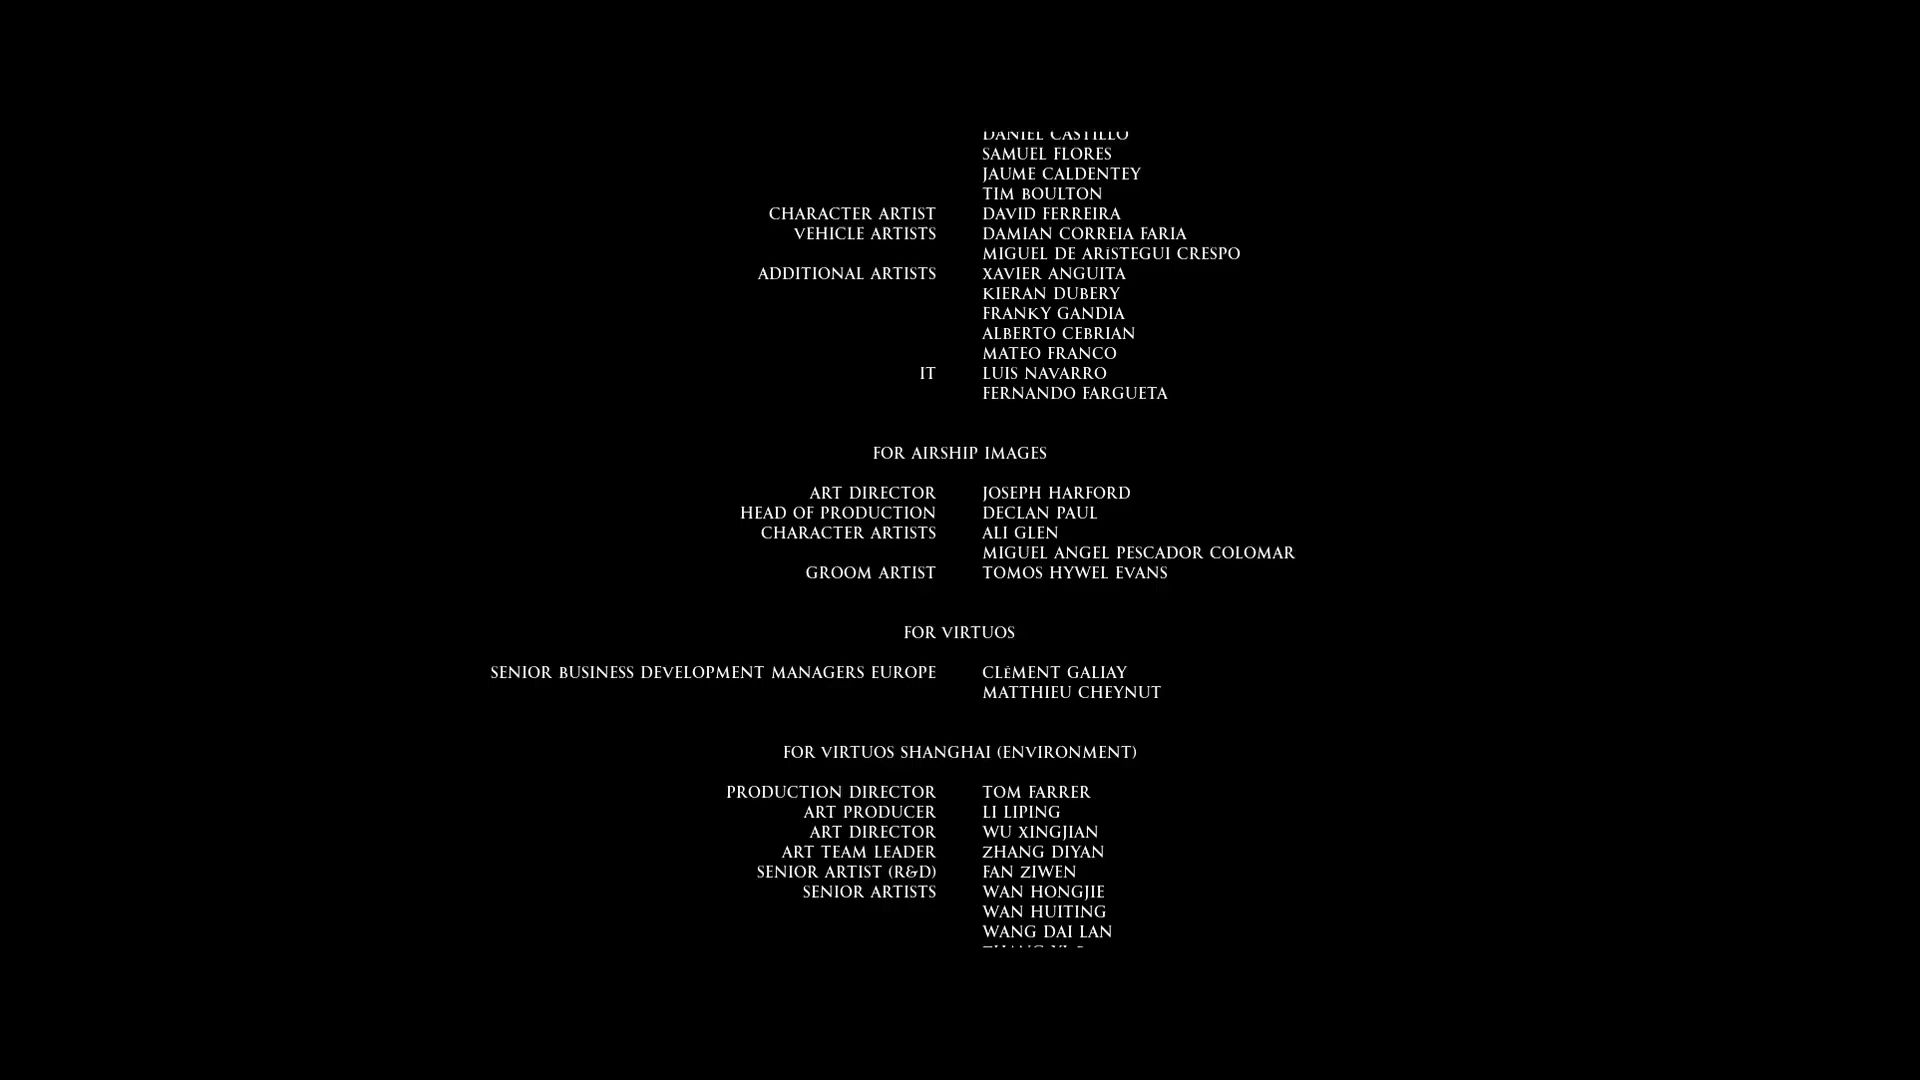 DANIEL CASTILLO
SAMUEL FLORES
JAUME CALDENTEY
TIM BOULTON
CHARACTER ARTIST DAVID FERREIRA
VEHICLE ARTISTS DAMIAN CORREIA FARIA
MIGUEL DE ARÍSTEGUI CRESPO
ADDITIONAL ARTISTS XAVIER ANGUITA
KIERAN DUBERY
FRANKY GANDIA
ALBERTO CEBRIAN
MATEO FRANCO
IT LUIS NAVARRO
FERNANDO FARGUETA
FOR AIRSHIP IMAGES
ART DIRECTOR JOSEPH HARFORD
HEAD OF PRODUCTION DECLAN PAUL
CHARACTER ARTISTS ALI GLEN
MIGUEL ANGEL PESCADOR COLOMAR
GROOM ARTIST TOMOS HYWEL EVANS
FOR VIRTUOS
SENIOR BUSINESS DEVELOPMENT MANAGERS EUROPE CLÉMENT GALIAY
MATTHIEU CHEYNUT
FOR VIRTUOS SHANGHAI (ENVIRONMENT)
PRODUCTION DIRECTOR TOM FARRER
ART PRODUCER LI LIPING
ART DIRECTOR WU XINGJIAN
ART TEAM LEADER ZHANG DIYAN
SENIOR ARTIST (R&D) FAN ZIWEN
SENIOR ARTISTS WAN HONGJIE
WAN HUITING
WANG DAI LAN